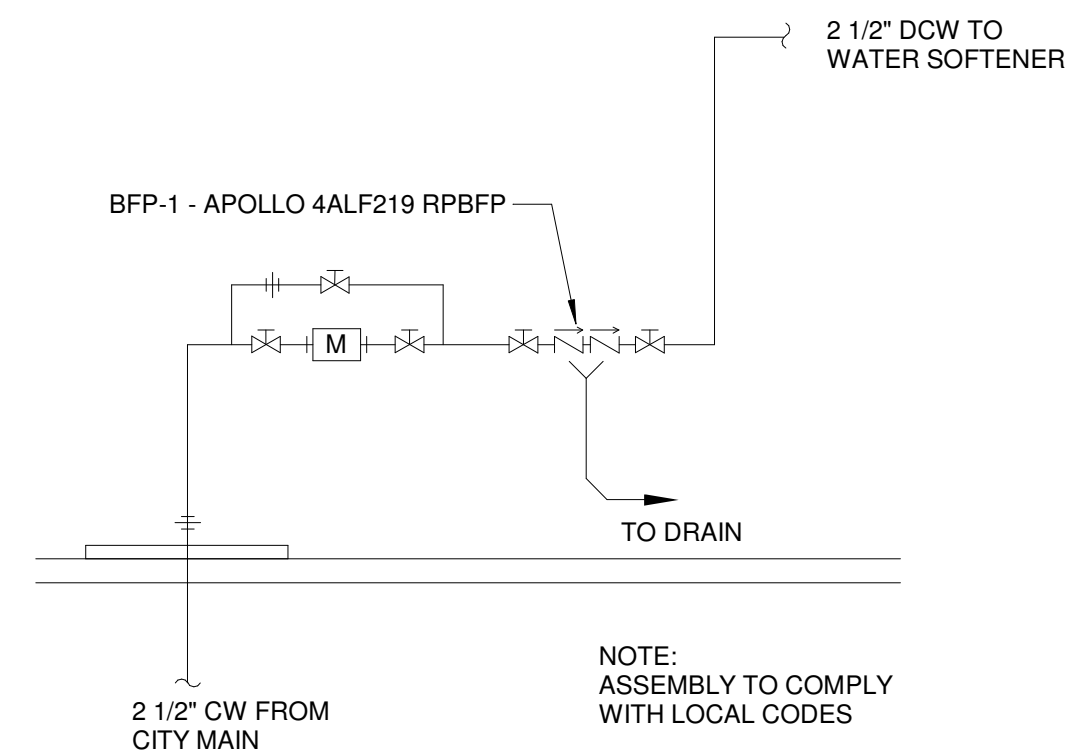 2 1/2" DCW TO
WATER SOFTENER
BFP-1 - APOLLO 4ALF219 RPBFP
M
TO DRAIN
NOTE:
ASSEMBLY TO COMPLY
WITH LOCAL CODES
2 1/2" CW FROM
CITY MAIN